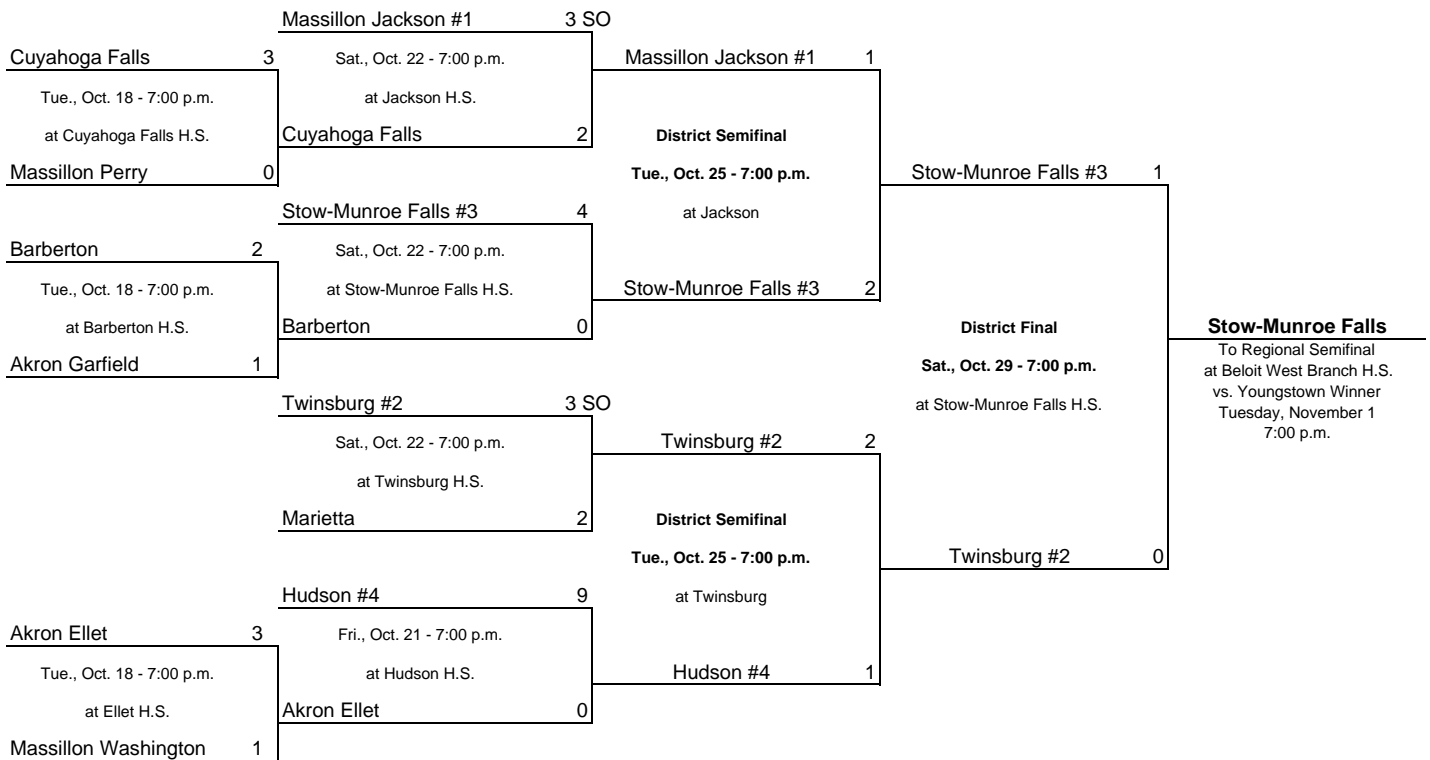 Massillon Jackson #1 3 SO
Cuyahoga Falls 3
Sat., Oct. 22 - 7:00 p.m.
Massillon Jackson #1 1
Tue., Oct. 18 - 7:00 p.m.
at Jackson H.S.
at Cuyahoga Falls H.S.
Cuyahoga Falls 2
District Semifinal
Massillon Perry 0
Tue., Oct. 25 - 7:00 p.m.
Stow-Munroe Falls #3 1
Stow-Munroe Falls #3 4
at Jackson
Barberton 2
Sat., Oct. 22 - 7:00 p.m.
Tue., Oct. 18 - 7:00 p.m.
at Stow-Munroe Falls H.S.
Stow-Munroe Falls #3 2
at Barberton H.S.
Barberton 0
District Final
Stow-Munroe Falls
Akron Garfield 1
Sat., Oct. 29 - 7:00 p.m.
To Regional Semifinal
at Beloit West Branch H.S.
vs. Youngstown Winner
Tuesday, November 1
7:00 p.m.
Twinsburg #2 3 SO
at Stow-Munroe Falls H.S.
Sat., Oct. 22 - 7:00 p.m.
Twinsburg #2 2
at Twinsburg H.S.
Marietta 2
District Semifinal
Tue., Oct. 25 - 7:00 p.m.
Twinsburg #2 0
Hudson #4 9
at Twinsburg
Akron Ellet 3
Fri., Oct. 21 - 7:00 p.m.
Tue., Oct. 18 - 7:00 p.m.
at Hudson H.S.
Hudson #4 1
at Ellet H.S.
Akron Ellet 0
Massillon Washington 1